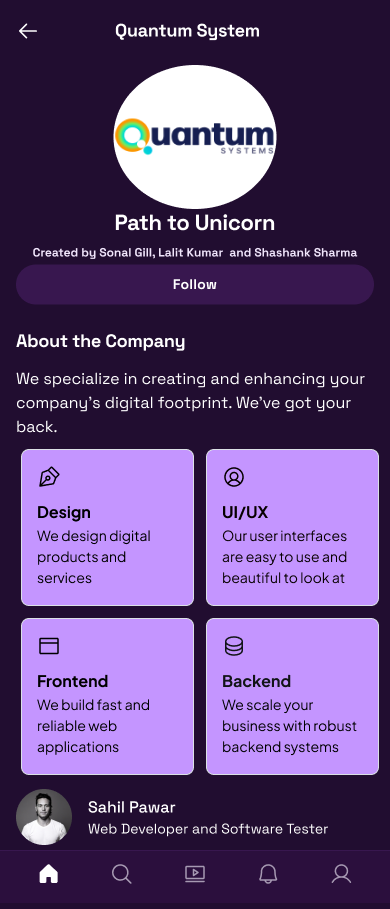 Quantum System
Quantum
SYSTEMS
Path to Unicorn
Created by Sonal Gill, Lalit Kumar and Shashank Sharma
Follow
About the Company
We specialize in creating and enhancing your
company's digital footprint. We've got your
back.
Design
We design digital
products and
services
UI/UX
Our user interfaces
are easy to use and
beautiful to look at
Frontend
We build fast and
reliable web
applications
Backend
We scale your
business with robust
backend systems
Sahil Pawar
Web Developer and Software Tester